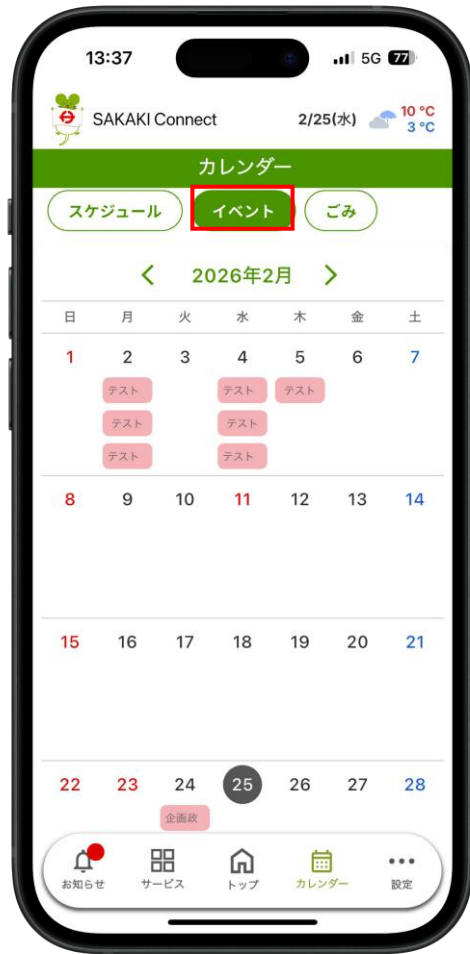 13:37 5G 77
SAKAKI Connect 2/25(水) 10 °C
3 °C
カレンダー
スケジュール イベント ごみ
2026年2月
日 月 火 水 木 金 土
1 2 3 4 5 6 7
テスト テスト テスト
テスト テスト
テスト テスト
8 9 10 11 12 13 14
15 16 17 18 19 20 21
22 23 24 25 26 27 28
企画政
お知らせ サービス トップ カレンダー 設定